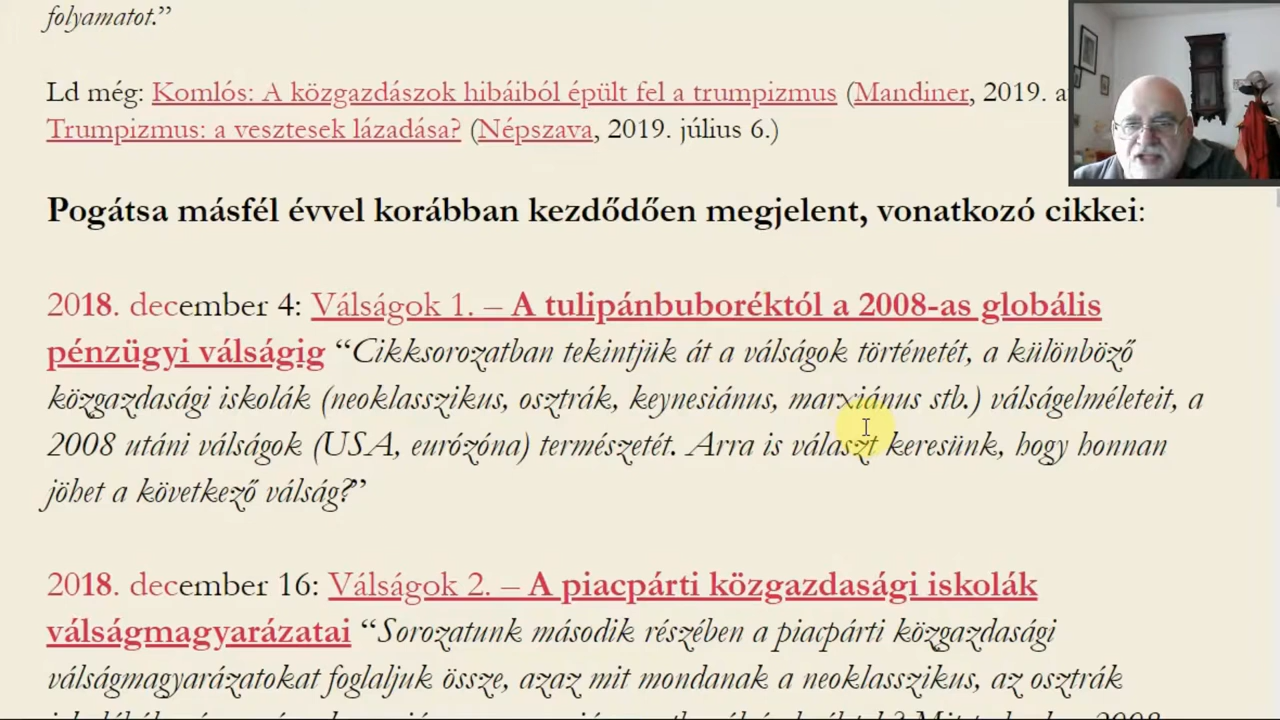 folyamatot.”
Ld még: Komlós: A közgazdászok hibáiból épült fel a trumpizmus (Mandiner, 2019. a
Trumpizmus: a vesztesek lázadása? (Népszava, 2019. július 6.)
Pogátsa másfél évvel korábban kezdődően megjelent, vonatkozó cikkei:
2018. december 4: Válságok 1. – A tulipánbuboréktól a 2008-as globális
pénzügyi válságig “Cikksorozatban tekintjük át a válságok történetét, a különböző
közgazdasági iskolák (neoklasszikus, osztrák, keynesiánus, marxiánus stb.) válságelméleteit, a
2008 utáni válságok (USA, eurózóna) természetét. Arra is választ keresünk, hogy honnan
jöhet a következő válság?”
2018. december 16: Válságok 2. – A piacpárti közgazdasági iskolák
válságmagyarázatai “Sorozatunk második részében a piacpárti közgazdasági
válságmagyarázatokat foglaljuk össze, azaz mit mondanak a neoklasszikus, az osztrák